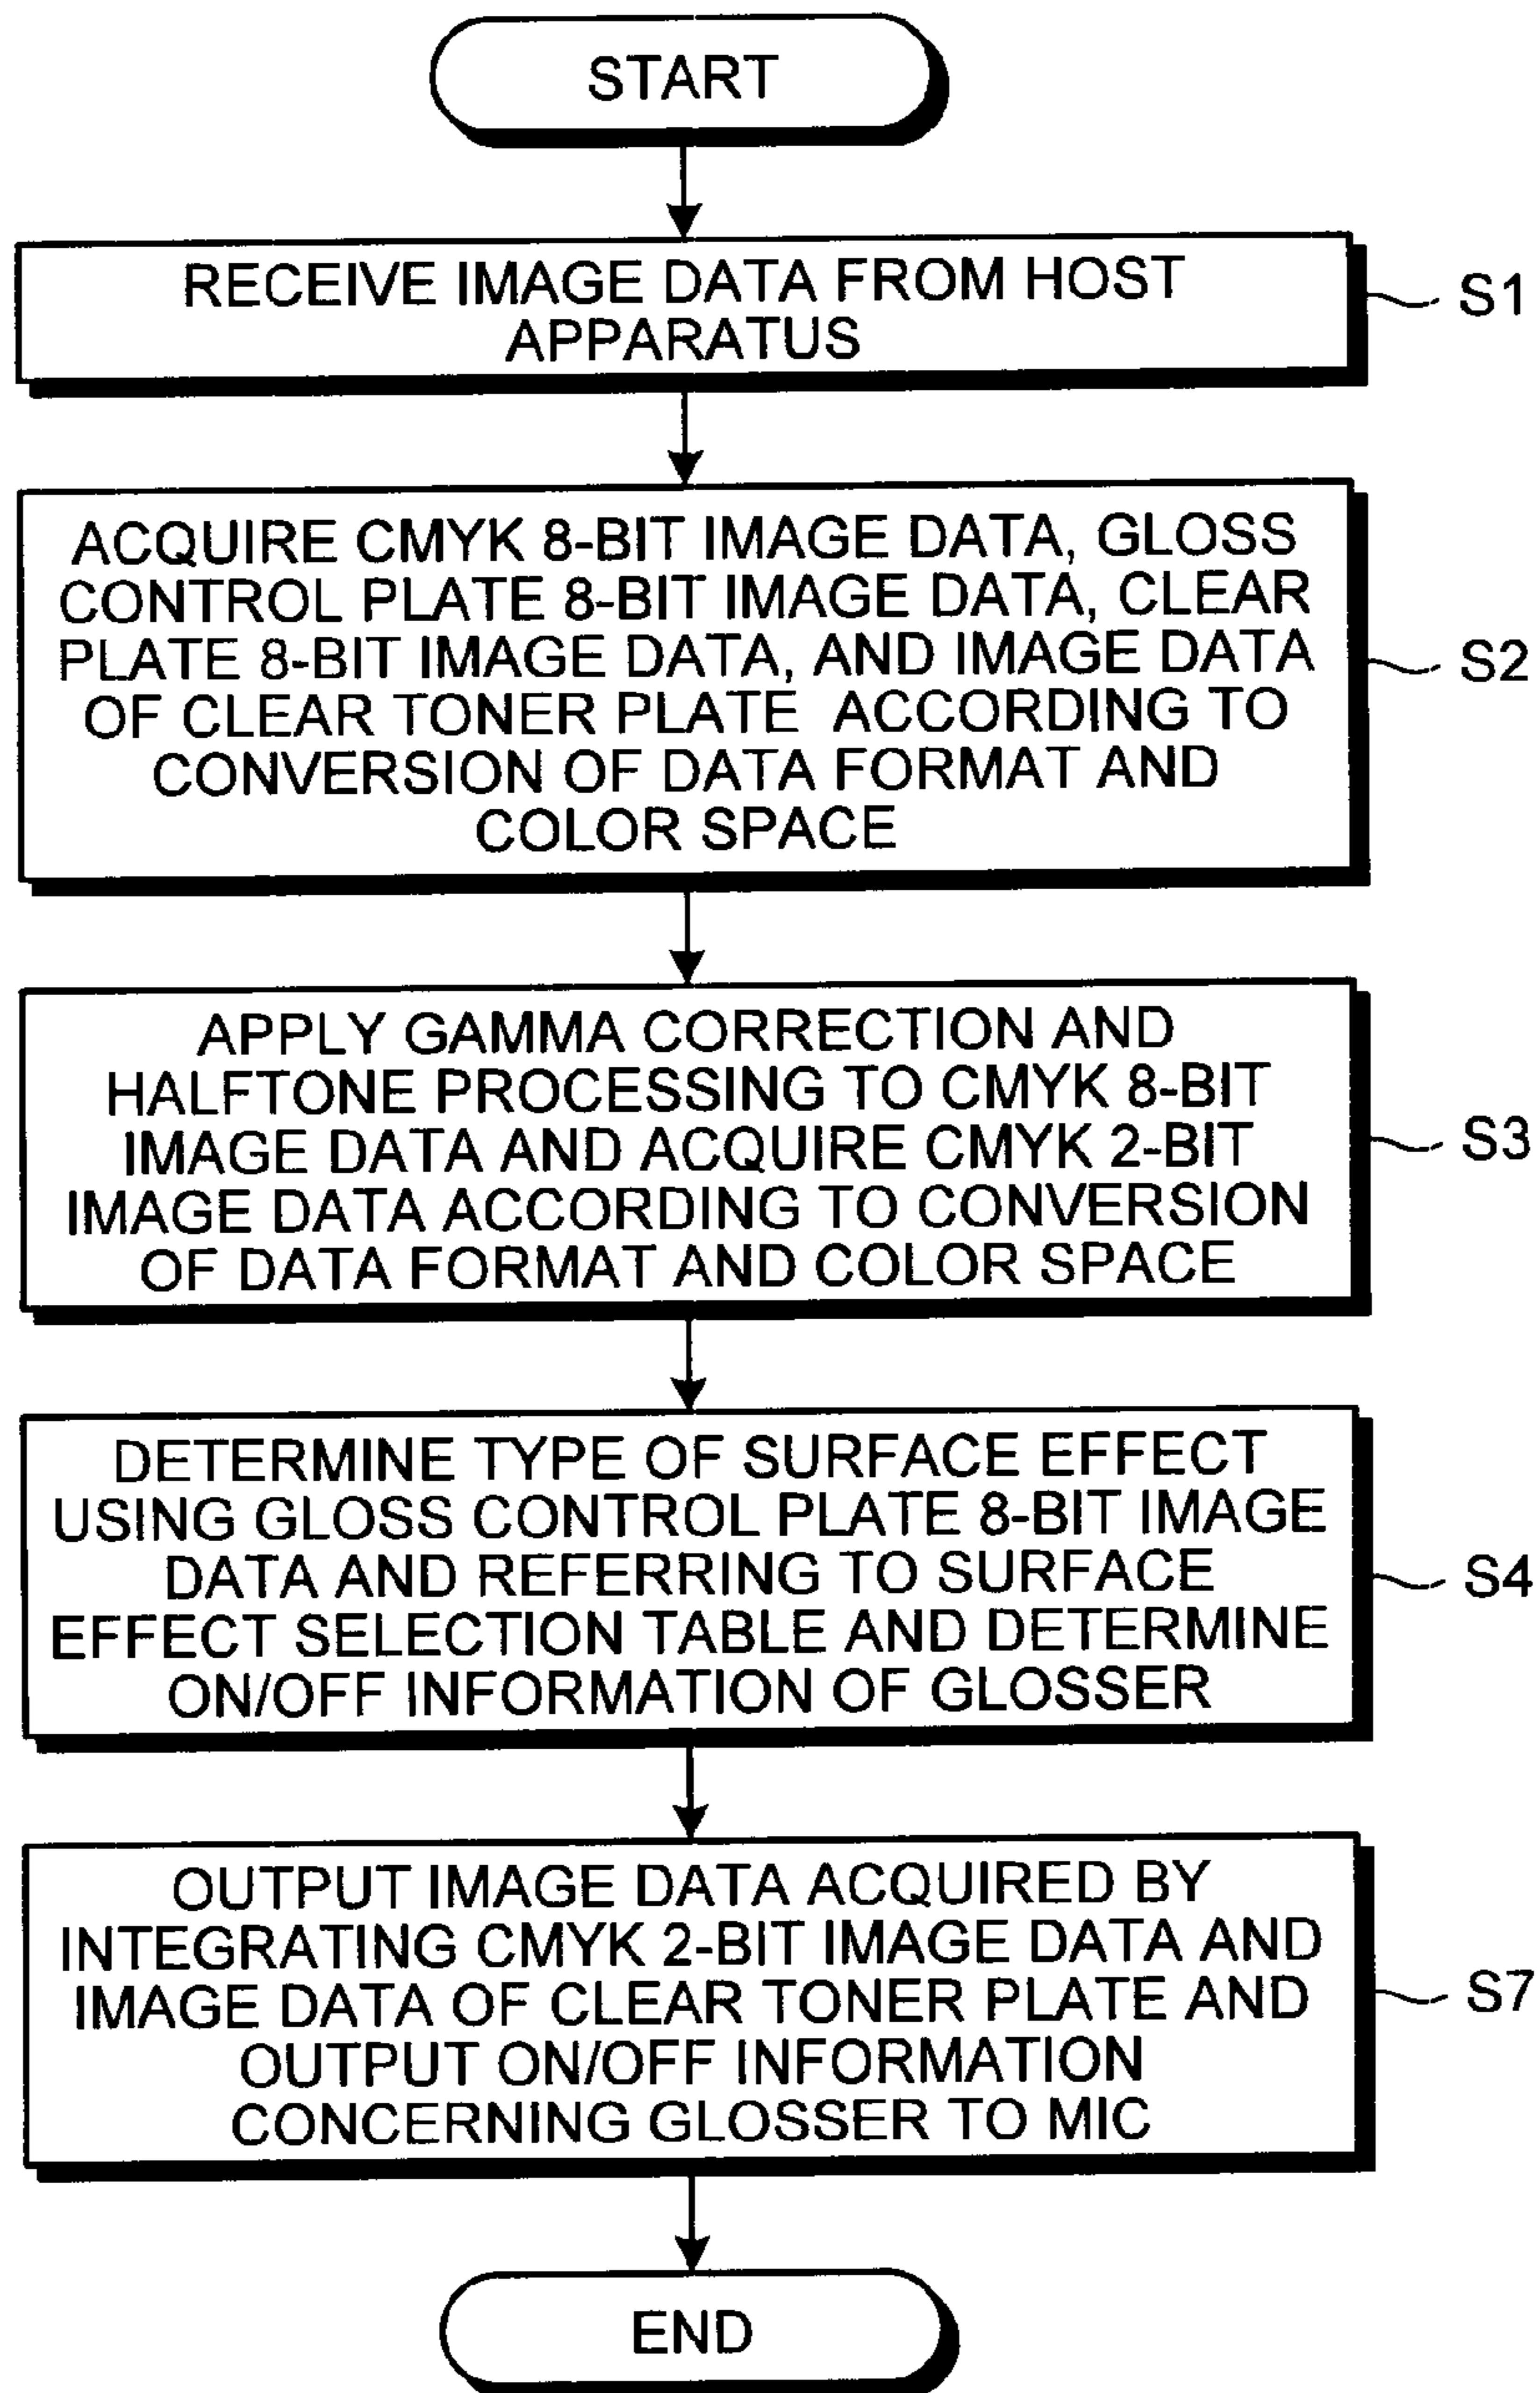 START
RECEIVE IMAGE DATA FROM HOST
APPARATUS
S1
ACQUIRE CMYK 8-BIT IMAGE DATA, GLOSS
CONTROL PLATE 8-BIT IMAGE DATA, CLEAR
PLATE 8-BIT IMAGE DATA, AND IMAGE DATA
OF CLEAR TONER PLATE ACCORDING TO
CONVERSION OF DATA FORMAT AND
COLOR SPACE
S2
APPLY GAMMA CORRECTION AND
HALFTONE PROCESSING TO CMYK 8-BIT
IMAGE DATA AND ACQUIRE CMYK 2-BIT
IMAGE DATA ACCORDING TO CONVERSION
OF DATA FORMAT AND COLOR SPACE
S3
DETERMINE TYPE OF SURFACE EFFECT
USING GLOSS CONTROL PLATE 8-BIT IMAGE
DATA AND REFERRING TO SURFACE
EFFECT SELECTION TABLE AND DETERMINE
ON/OFF INFORMATION OF GLOSSER
S4
OUTPUT IMAGE DATA ACQUIRED BY
INTEGRATING CMYK 2-BIT IMAGE DATA AND
IMAGE DATA OF CLEAR TONER PLATE AND
OUTPUT ON/OFF INFORMATION
CONCERNING GLOSSER TO MIC
S7
END